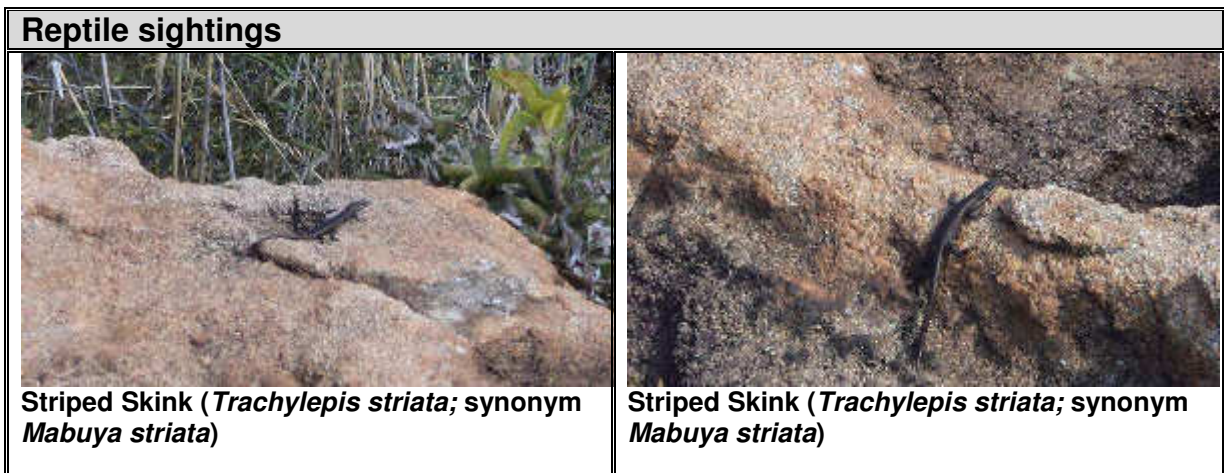 Reptile sightings
Striped Skink (Trachylepis striata; synonym
Mabuya striata)
Striped Skink (Trachylepis striata; synonym
Mabuya striata)